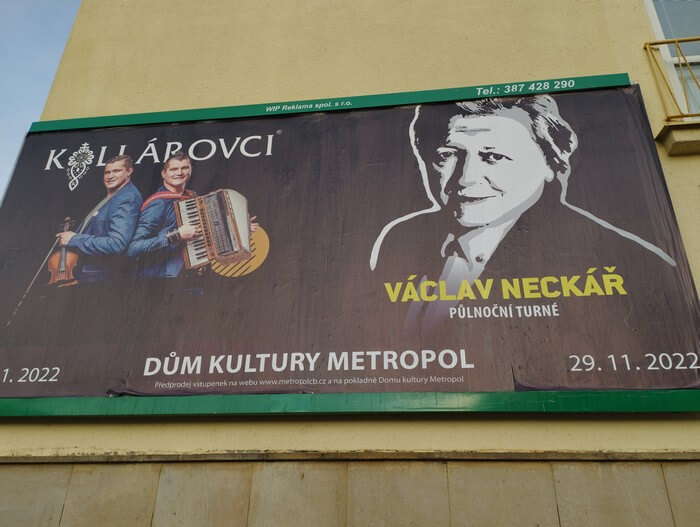 WIP Reklama spol. s r.o.
Tel.: 387 428 290
KOLLÁROVCI®
VÁCLAV NECKÁŘ
PŮLNOČNÍ TURNÉ
1. 2022
DŮM KULTURY METROPOL
29. 11. 2022
Předprodej vstupenek na webu www.metropolcb.cz a na pokladně Domu kultury Metropol